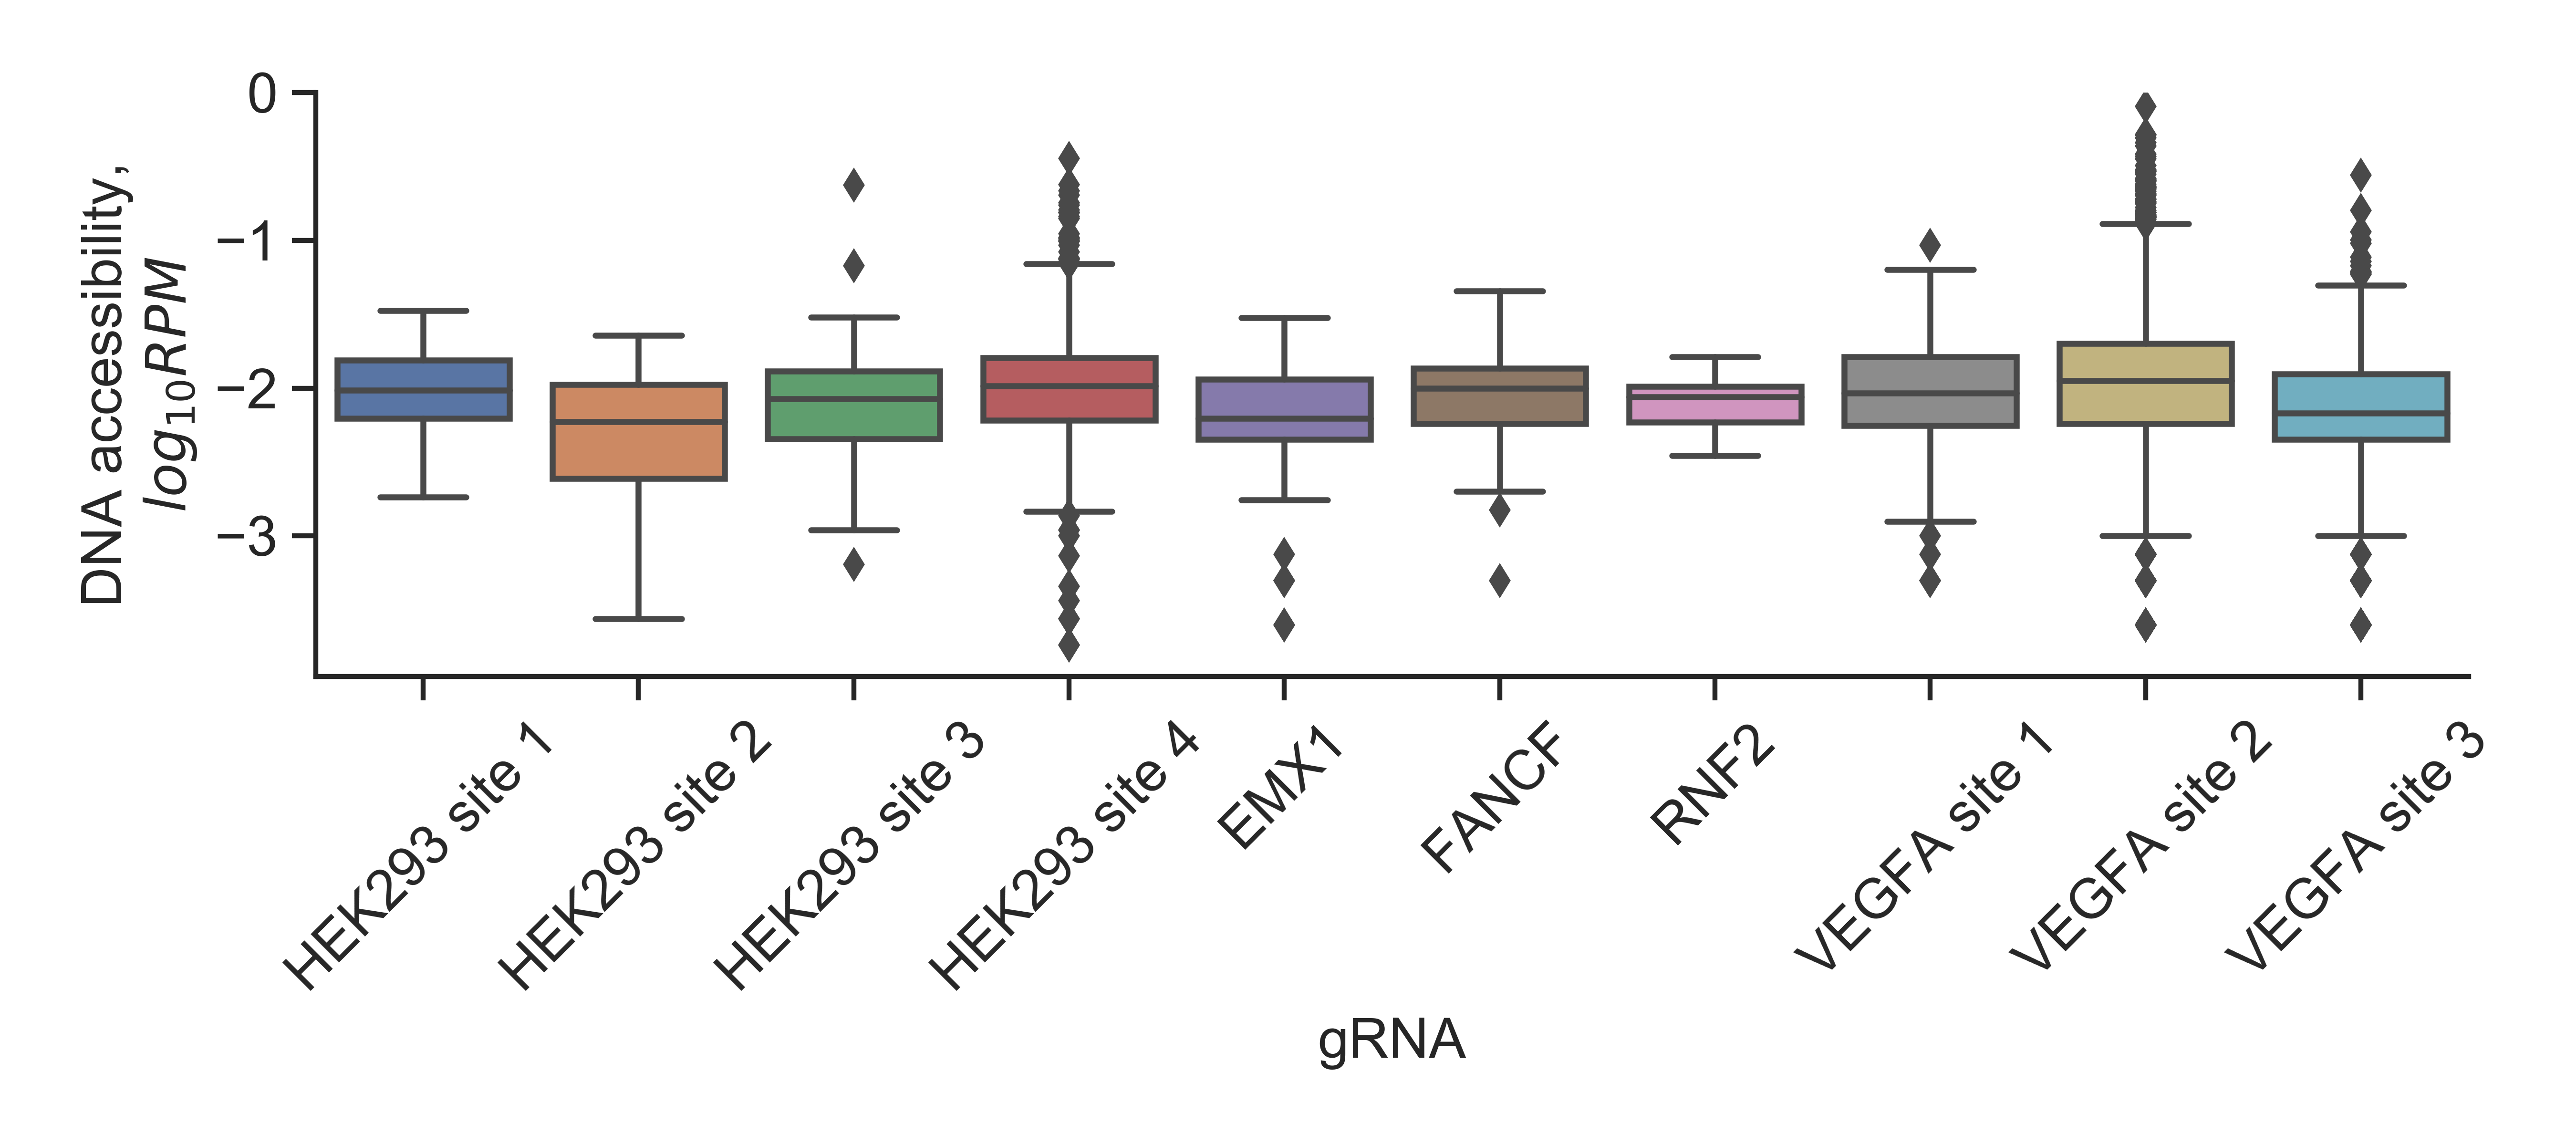 DNA accessibility,
log10RPM
0
−1
−2
−3
HEK293 site 1
HEK293 site 2
HEK293 site 3
HEK293 site 4
EMX1
FANCF
RNF2
VEGFA site 1
VEGFA site 2
VEGFA site 3
gRNA